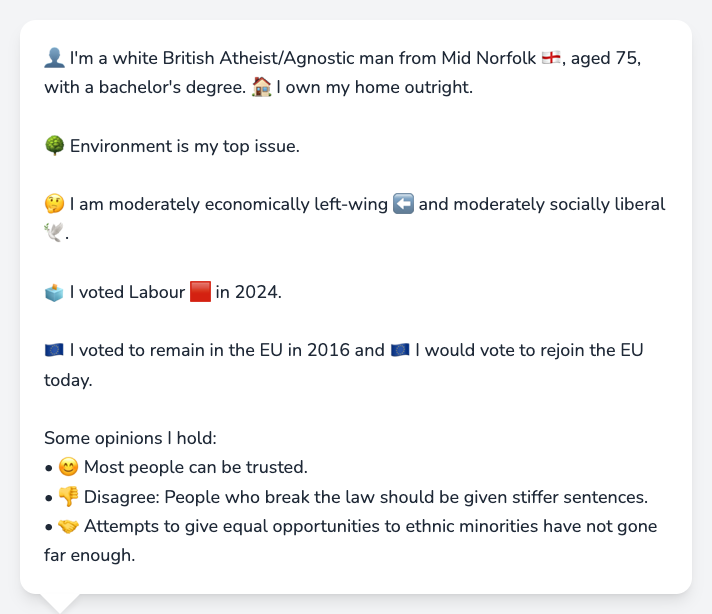 👤 I'm a white British Atheist/Agnostic man from Mid Norfolk 🏴󠁧󠁢󠁥󠁮󠁧󠁿, aged 75,
with a bachelor's degree. 🏠 I own my home outright.
🌳 Environment is my top issue.
🤔 I am moderately economically left-wing ⬅️ and moderately socially liberal
🕊️.
🗳️ I voted Labour 🟥 in 2024.
🇪🇺 I voted to remain in the EU in 2016 and 🇪🇺 I would vote to rejoin the EU
today.
Some opinions I hold:
• 😊 Most people can be trusted.
• 👎 Disagree: People who break the law should be given stiffer sentences.
• 🤝 Attempts to give equal opportunities to ethnic minorities have not gone
far enough.